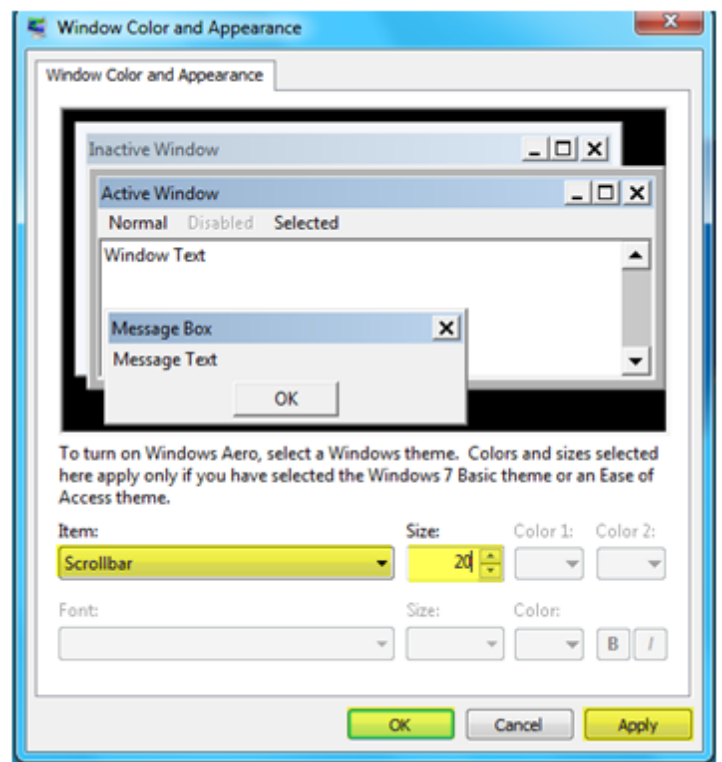 Window Color and Appearance
Window Color and Appearance
Inactive Window
Active Window
Normal Disabled Selected
Window Text
Message Box
Message Text
OK
To turn on Windows Aero, select a Windows theme. Colors and sizes selected
here apply only if you have selected the Windows 7 Basic theme or an Ease of
Access theme.
Item: Size: Color 1: Color 2:
Scrollbar 20
Font: Size: Color:
B I
OK Cancel Apply